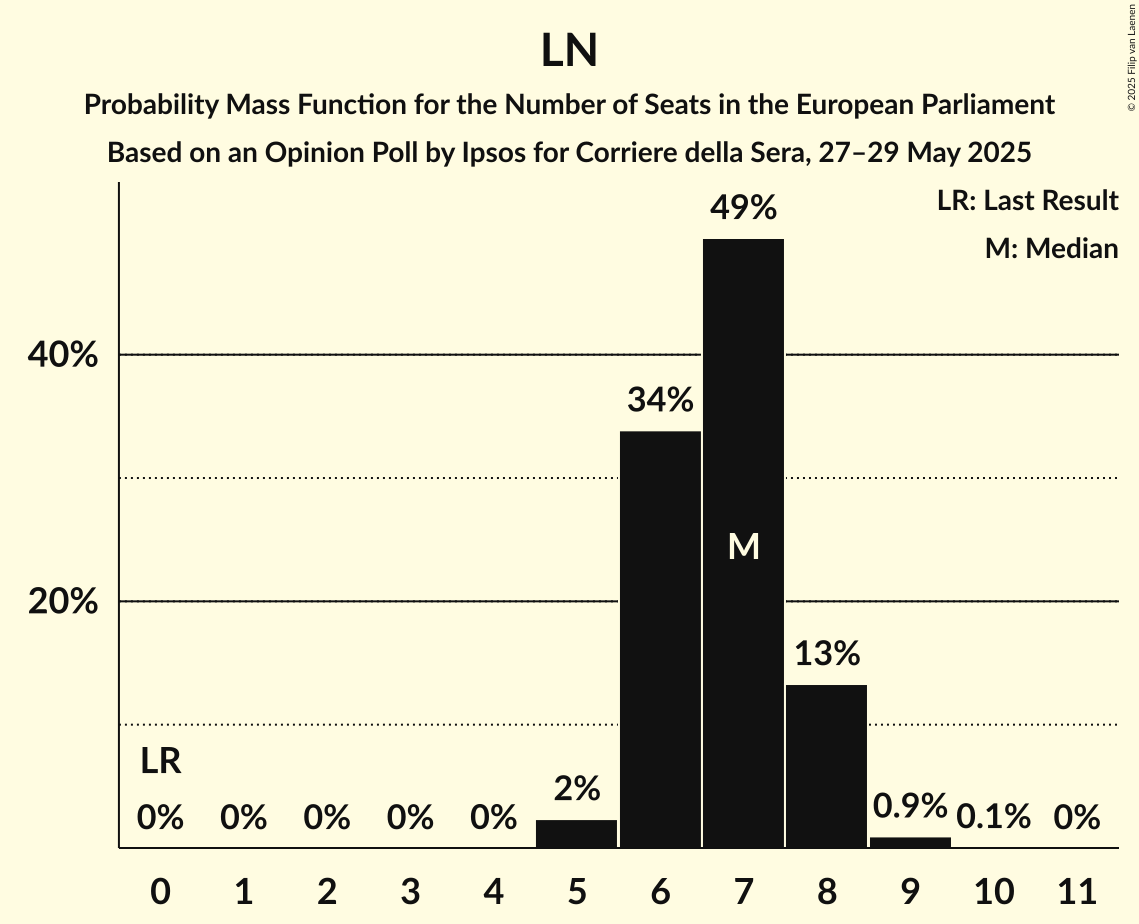 LN
Probability Mass Function for the Number of Seats in the European Parliament
Based on an Opinion Poll by Ipsos for Corriere della Sera, 27–29 May 2025
© 2025 Filip van Laenen
LR: Last Result
M: Median
49%
40%
34%
M
20%
13%
LR
2%
0% 0% 0% 0% 0% 0.9% 0.1% 0%
0 1 2 3 4 5 6 7 8 9 10 11